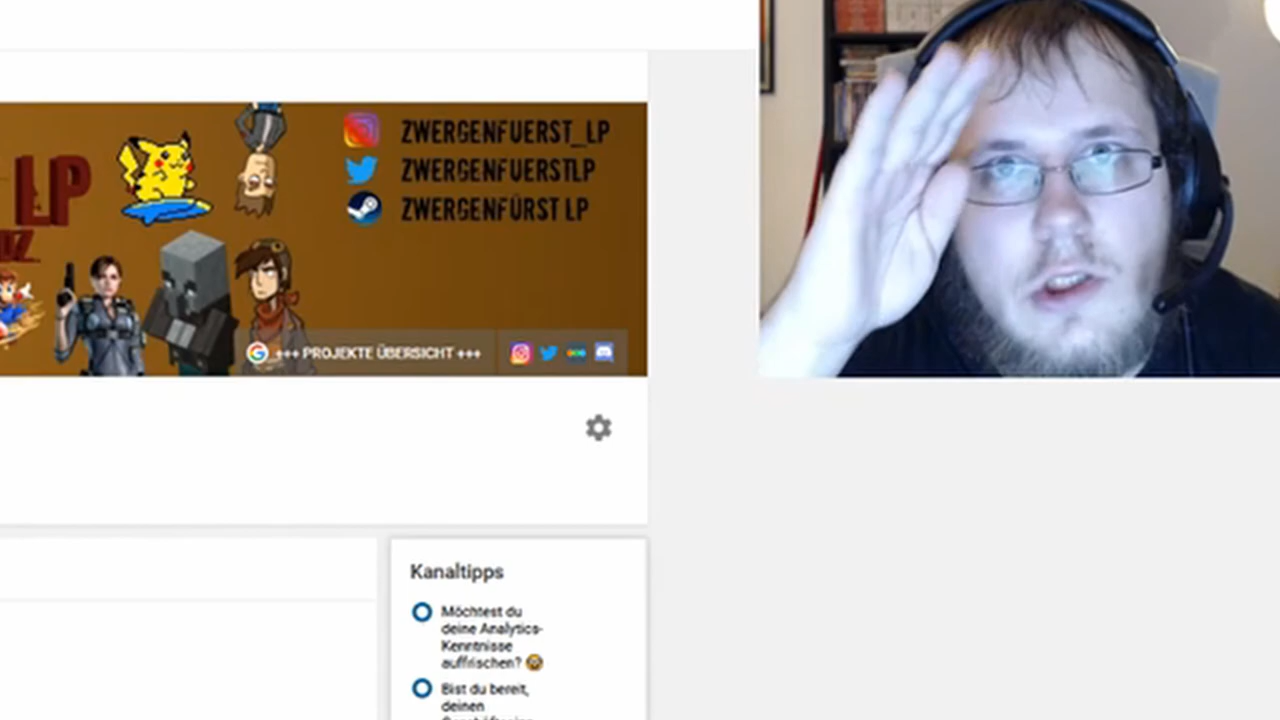 ZWERGENFUERST_LP
LP
ZWERGENFUERSTLP
ZWERGENFÜRST LP
+++ PROJEKTE ÜBERSICHT +++
Kanaltipps
Möchtest du
deine Analytics-
Kenntnisse
auffrischen? 🤓
Bist du bereit,
deinen